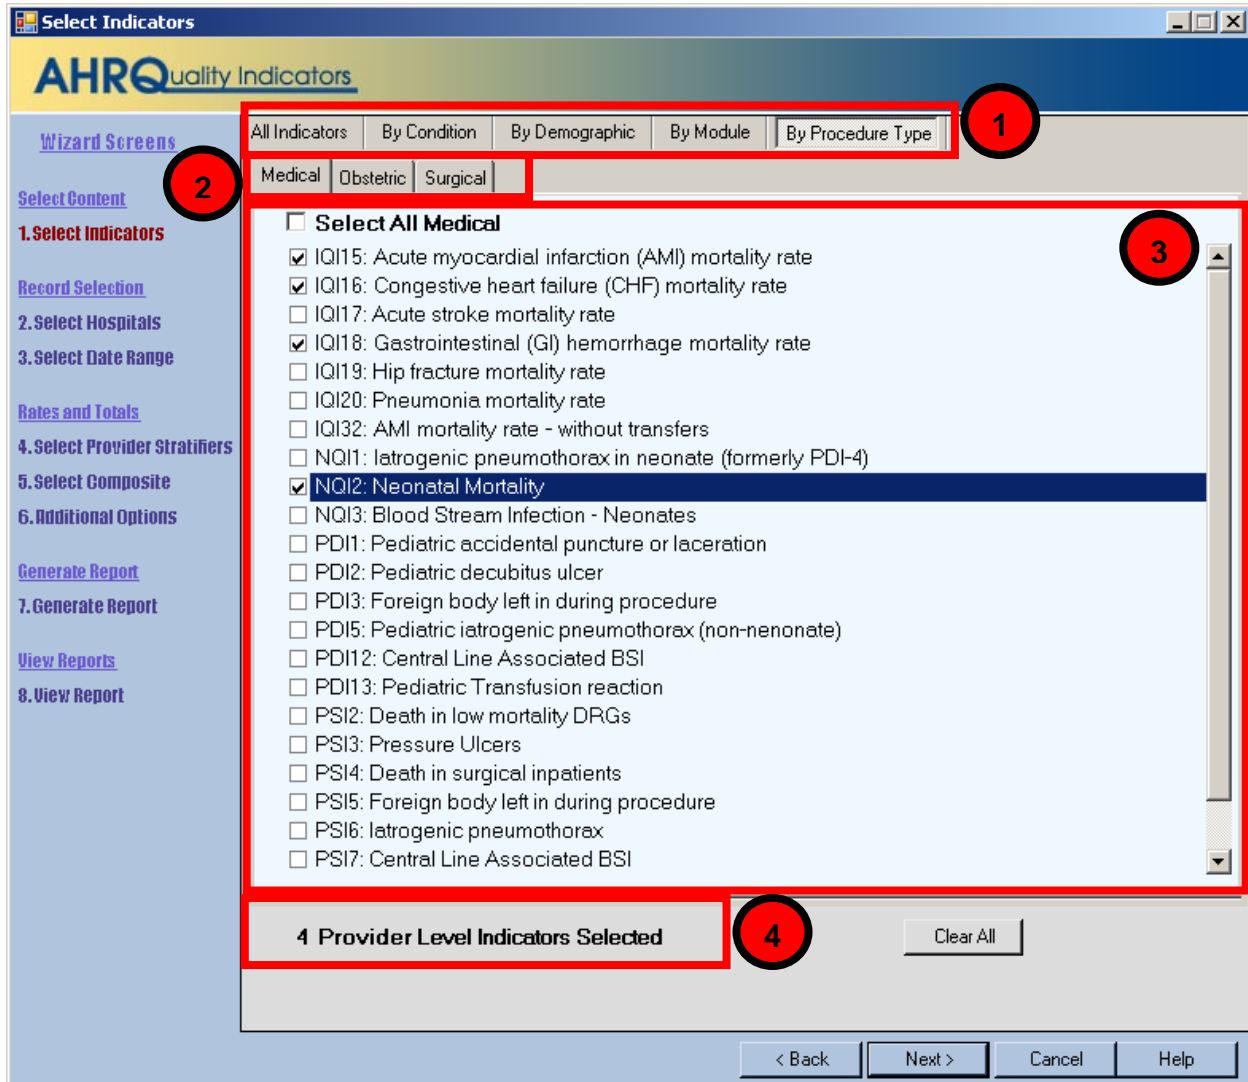 Select Indicators
AHRQuality Indicators
Wizard Screens
Select Content
1.Select Indicators
Record Selection
2.Select Hospitals
3.Select Date Range
Rates and Totals
4.Select Provider Stratifiers
5.Select Composite
6.Additional Options
Generate Report
7.Generate Report
View Reports
8.View Report
All Indicators By Condition By Demographic By Module By Procedure Type
1
2
Medical Obstetric Surgical
Select All Medical
3
IQI15: Acute myocardial infarction (AMI) mortality rate
IQI16: Congestive heart failure (CHF) mortality rate
IQI17: Acute stroke mortality rate
IQI18: Gastrointestinal (GI) hemorrhage mortality rate
IQI19: Hip fracture mortality rate
IQI20: Pneumonia mortality rate
IQI32: AMI mortality rate - without transfers
NQI1: Iatrogenic pneumothorax in neonate (formerly PDI-4)
NQI2: Neonatal Mortality
NQI3: Blood Stream Infection - Neonates
PDI1: Pediatric accidental puncture or laceration
PDI2: Pediatric decubitus ulcer
PDI3: Foreign body left in during procedure
PDI5: Pediatric iatrogenic pneumothorax (non-nenonate)
PDI12: Central Line Associated BSI
PDI13: Pediatric Transfusion reaction
PSI2: Death in low mortality DRGs
PSI3: Pressure Ulcers
PSI4: Death in surgical inpatients
PSI5: Foreign body left in during procedure
PSI6: Iatrogenic pneumothorax
PSI7: Central Line Associated BSI
4 Provider Level Indicators Selected
4
Clear All
< Back Next > Cancel Help